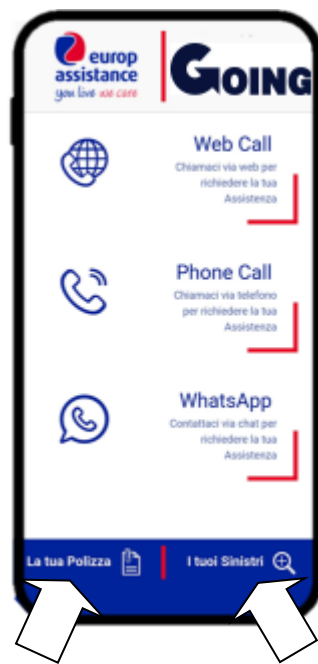 europ
assistance
you live we care
GOING
Web Call
Chiamaci via web per
richiedere la tua
Assistenza
Phone Call
Chiamaci via telefono
per richiedere la tua
Assistenza
WhatsApp
Contattaci via chat per
richiedere la tua
Assistenza
La tua Polizza
I tuoi Sinistri